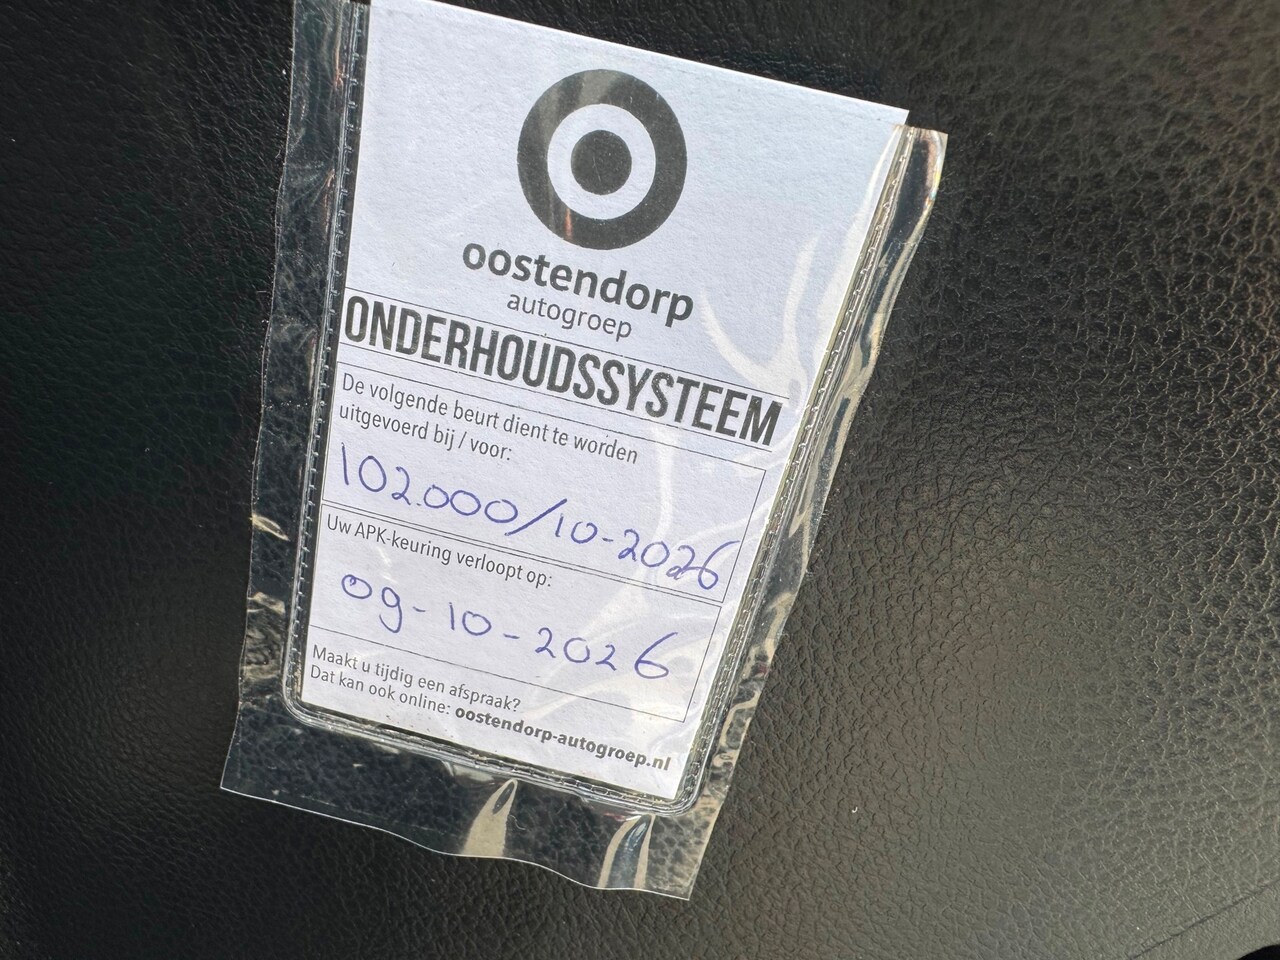 oostendorp
autogroep
ONDERHOUDSSYSTEEM
De volgende beurt dient te worden
uitgevoerd bij / voor:
102.000/10-2026
Uw APK-keuring verloopt op:
09-10-2026
Maakt u tijdig een afspraak?
Dat kan ook online: oostendorp-autogroep.nl